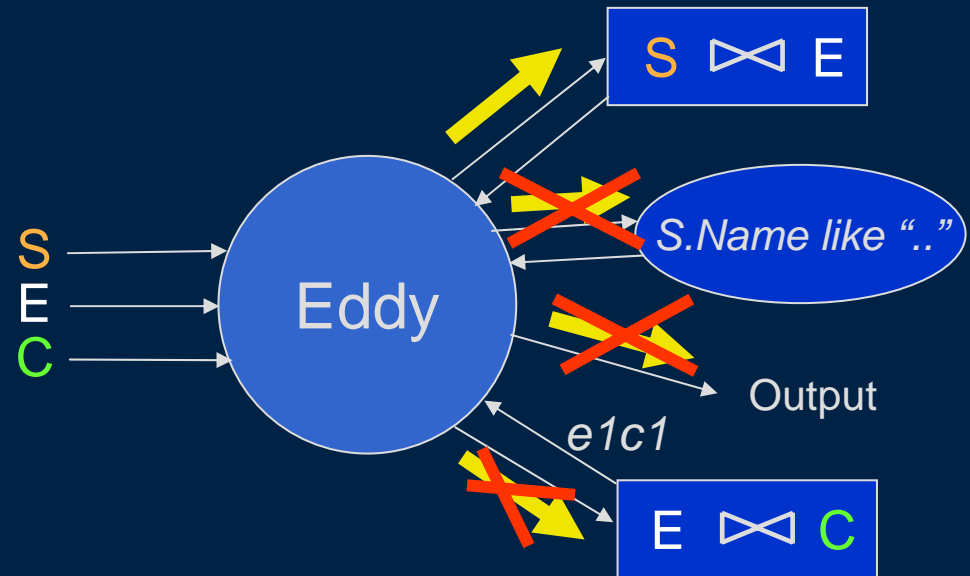 S ⋈ E
S.Name like “..”
S
E
C
Eddy
Output
e1c1
E ⋈ C